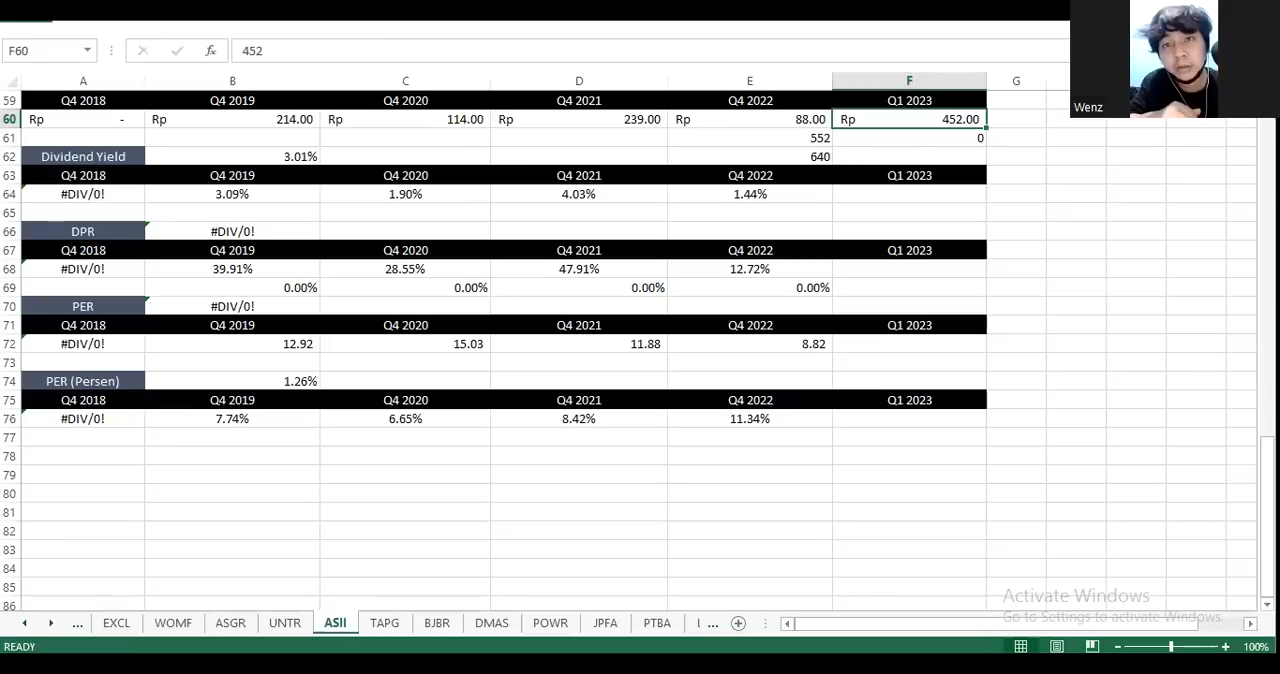 F60 fx 452
A B C D E F G
Wenz
59 Q4 2018 Q4 2019 Q4 2020 Q4 2021 Q4 2022 Q1 2023
60 Rp - Rp 214.00 Rp 114.00 Rp 239.00 Rp 88.00 Rp 452.00
61 552 0
62 Dividend Yield 3.01% 640
63 Q4 2018 Q4 2019 Q4 2020 Q4 2021 Q4 2022 Q1 2023
64 #DIV/0! 3.09% 1.90% 4.03% 1.44%
65
66 DPR #DIV/0!
67 Q4 2018 Q4 2019 Q4 2020 Q4 2021 Q4 2022 Q1 2023
68 #DIV/0! 39.91% 28.55% 47.91% 12.72%
69 0.00% 0.00% 0.00% 0.00%
70 PER #DIV/0!
71 Q4 2018 Q4 2019 Q4 2020 Q4 2021 Q4 2022 Q1 2023
72 #DIV/0! 12.92 15.03 11.88 8.82
73
74 PER (Persen) 1.26%
75 Q4 2018 Q4 2019 Q4 2020 Q4 2021 Q4 2022 Q1 2023
76 #DIV/0! 7.74% 6.65% 8.42% 11.34%
77
78
79
80
81
82
83
84
85
86
Activate Windows
Go to Settings to activate Windows.
... EXCL WOMF ASGR UNTR ASII TAPG BJBR DMAS POWR JPFA PTBA ...
READY 100%